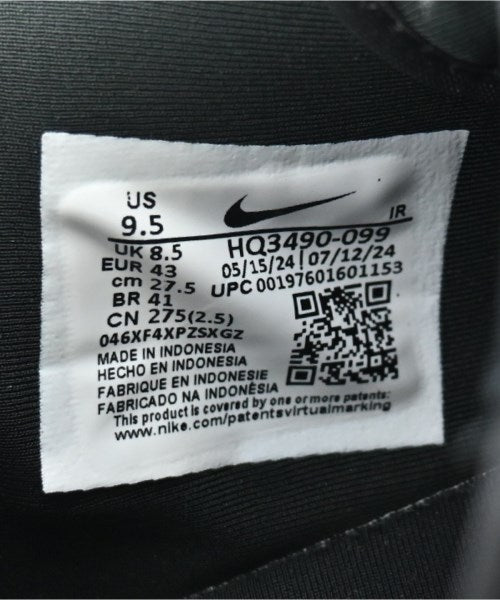 US
9.5
IR
UK 8.5
EUR 43
cm 27.5
BR 41
CN 275(2.5)
HQ3490-099
05/15/24 | 07/12/24
UPC 00197601601153
046XF4XPZSXGZ
MADE IN INDONESIA
HECHO EN INDONESIA
FABRIQUE EN INDONESIE
FABRICADO NA INDONÉSIA
This product is covered by one or more patents:
www.nike.com/patentsvirtualmarking